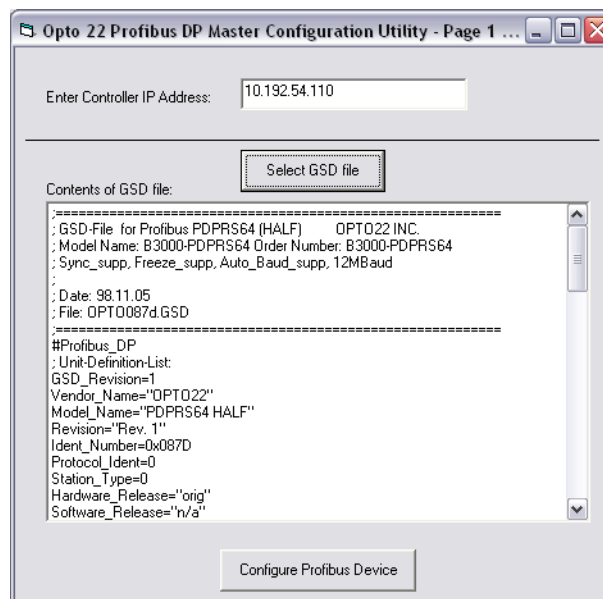 Opto 22 Profibus DP Master Configuration Utility - Page 1 ...
Enter Controller IP Address:
10.192.54.110
Select GSD file
Contents of GSD file:
;=====================================================
; GSD-File for Profibus PDPRS64 (HALF) OPTO22 INC.
; Model Name: B3000-PDPRS64 Order Number: B3000-PDPRS64
; Sync_supp, Freeze_supp, Auto_Baud_supp, 12MBaud
;
; Date: 98.11.05
; File: OPTO087d.GSD
;=====================================================
#Profibus_DP
; Unit-Definition-List:
GSD_Revision=1
Vendor_Name="OPTO22"
Model_Name="PDPRS64 HALF"
Revision="Rev. 1"
Ident_Number=0x087D
Protocol_Ident=0
Station_Type=0
Hardware_Release="orig"
Software_Release="n/a"
Configure Profibus Device